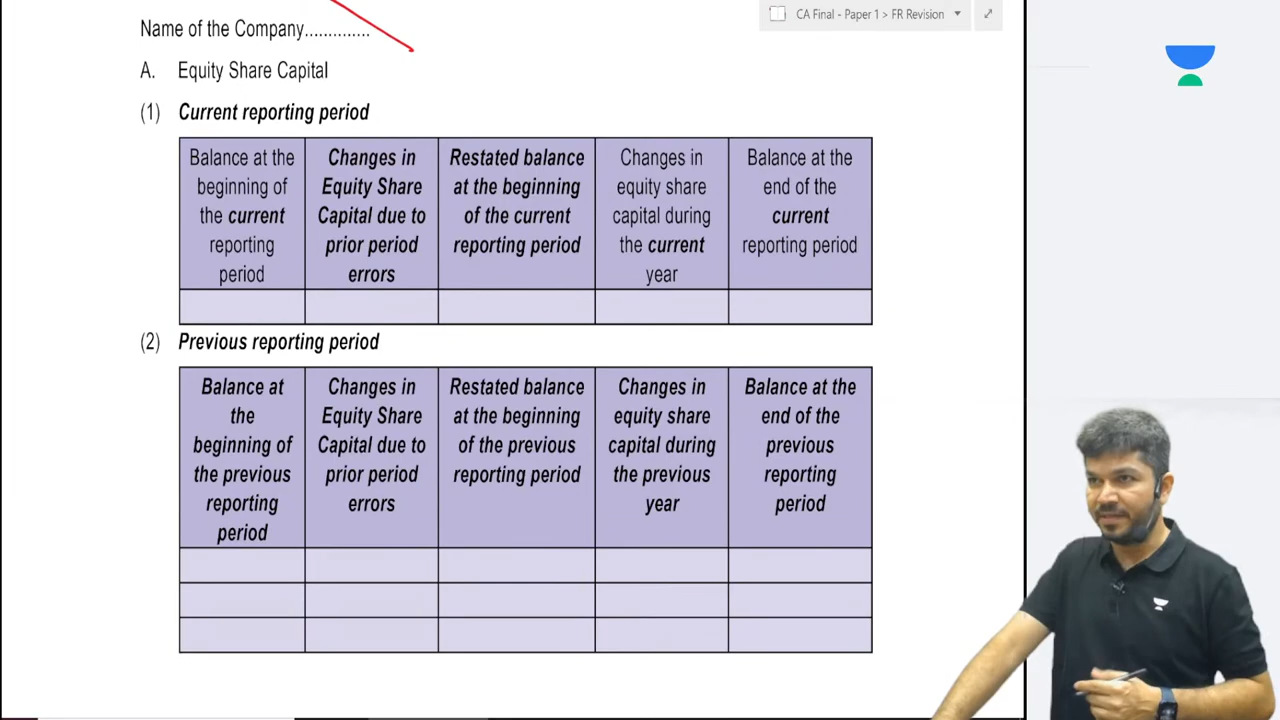 CA Final - Paper 1 > FR Revision
Name of the Company..............
A. Equity Share Capital
(1) Current reporting period
Balance at the
beginning of
the current
reporting
period
Changes in
Equity Share
Capital due to
prior period
errors
Restated balance
at the beginning
of the current
reporting period
Changes in
equity share
capital during
the current
year
Balance at the
end of the
current
reporting period
(2) Previous reporting period
Balance at
the
beginning of
the previous
reporting
period
Changes in
Equity Share
Capital due to
prior period
errors
Restated balance
at the beginning
of the previous
reporting period
Changes in
equity share
capital during
the previous
year
Balance at the
end of the
previous
reporting
period